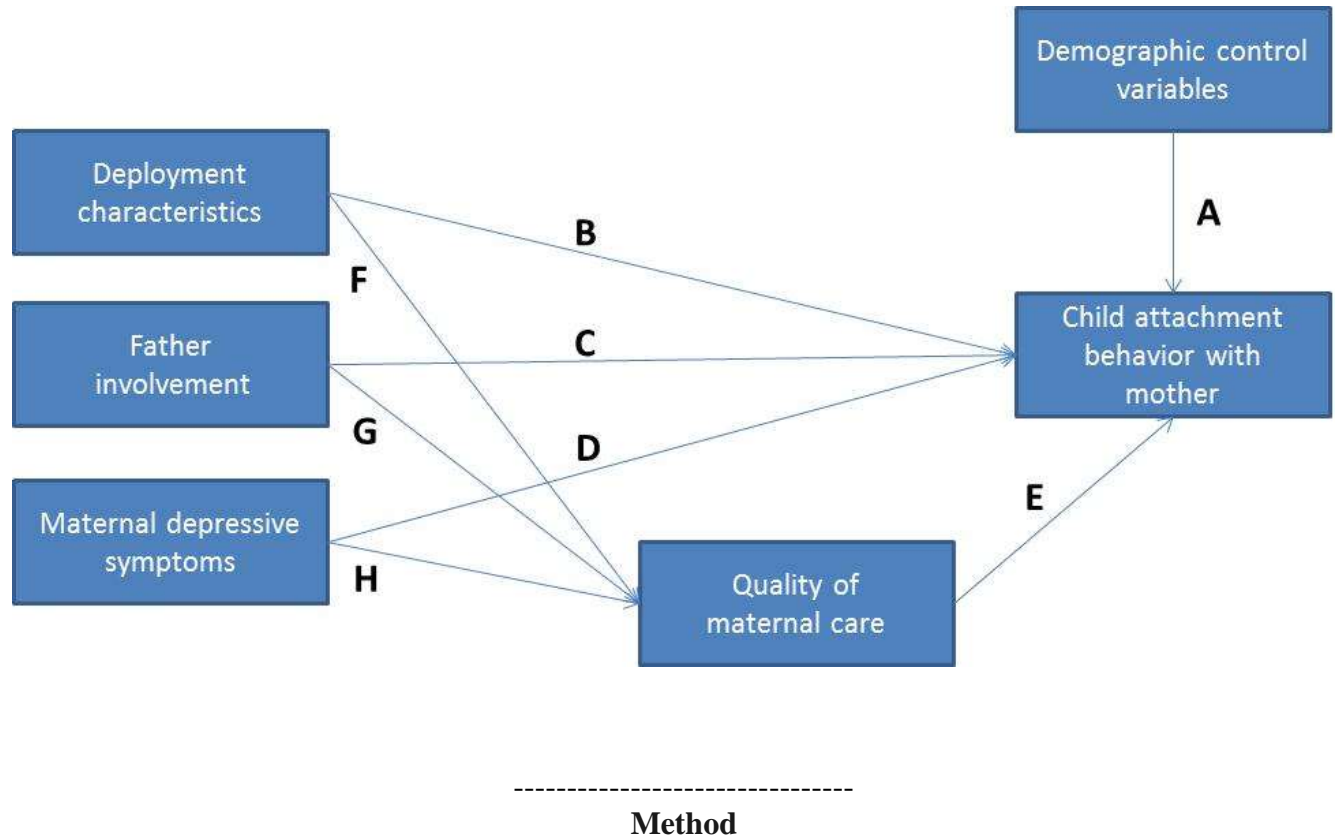 Demographic control
variables
Deployment
characteristics
A
B
F
Father
involvement
C
Child attachment
behavior with
mother
G
D
Maternal depressive
symptoms
E
H
Quality of
maternal care
--------------------------------
Method